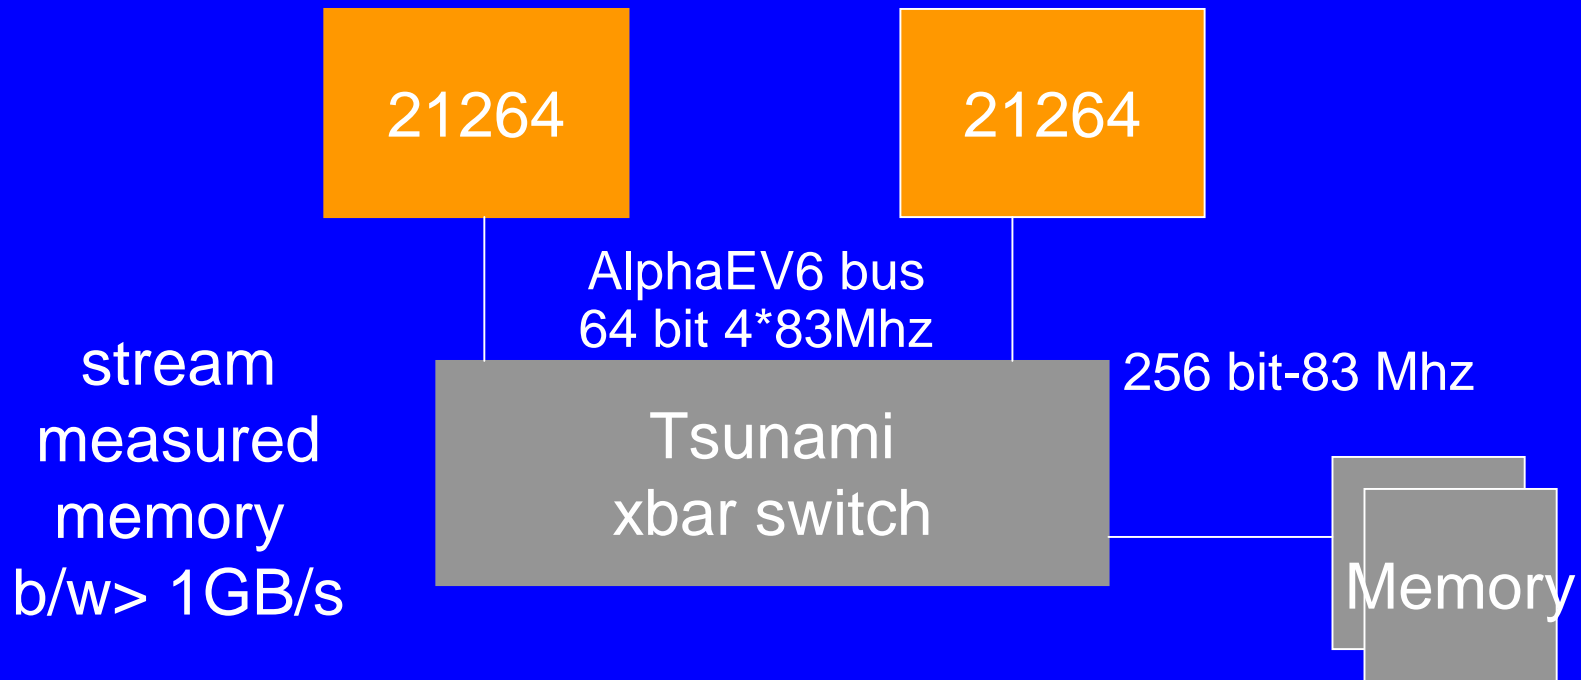 21264
21264
AlphaEV6 bus
64 bit 4*83Mhz
256 bit-83 Mhz
stream
measured
memory
b/w> 1GB/s
Tsunami
xbar switch
Memory